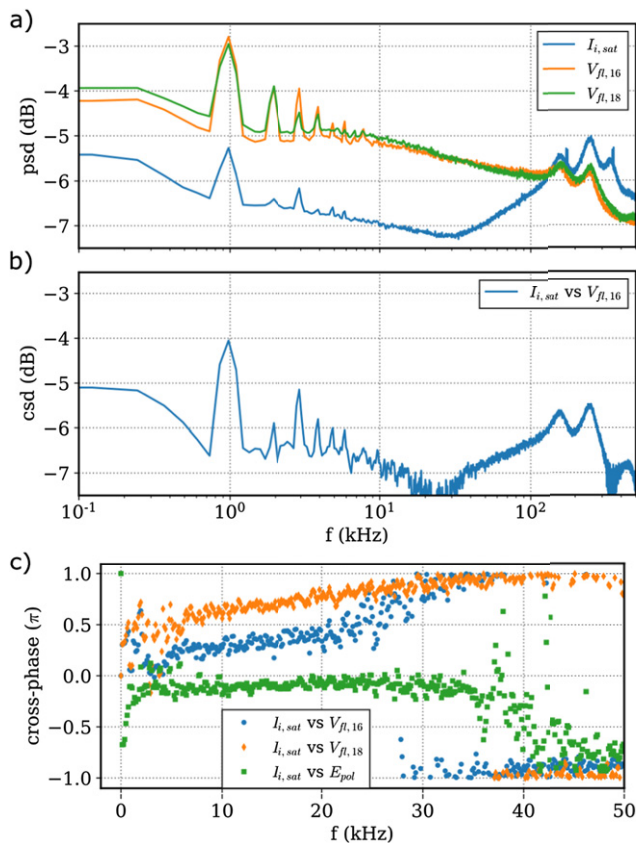 a)
psd (dB)
−3
−4
−5
−6
−7
I_{i, sat}
V_{fl, 16}
V_{fl, 18}
b)
csd (dB)
−3
−4
−5
−6
−7
I_{i, sat} vs V_{fl, 16}
10^{-1} 10^{0} 10^{1} 10^{2}
f (kHz)
c)
cross-phase (π)
1.0
0.5
0.0
−0.5
−1.0
I_{i, sat} vs V_{fl, 16}
I_{i, sat} vs V_{fl, 18}
I_{i, sat} vs E_{pol}
0 10 20 30 40 50
f (kHz)